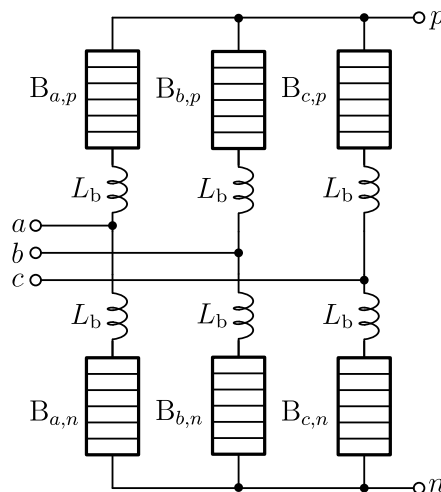 p
B_{a,p} B_{b,p} B_{c,p}
L_b L_b L_b
a
b
c
L_b L_b L_b
B_{a,n} B_{b,n} B_{c,n}
n